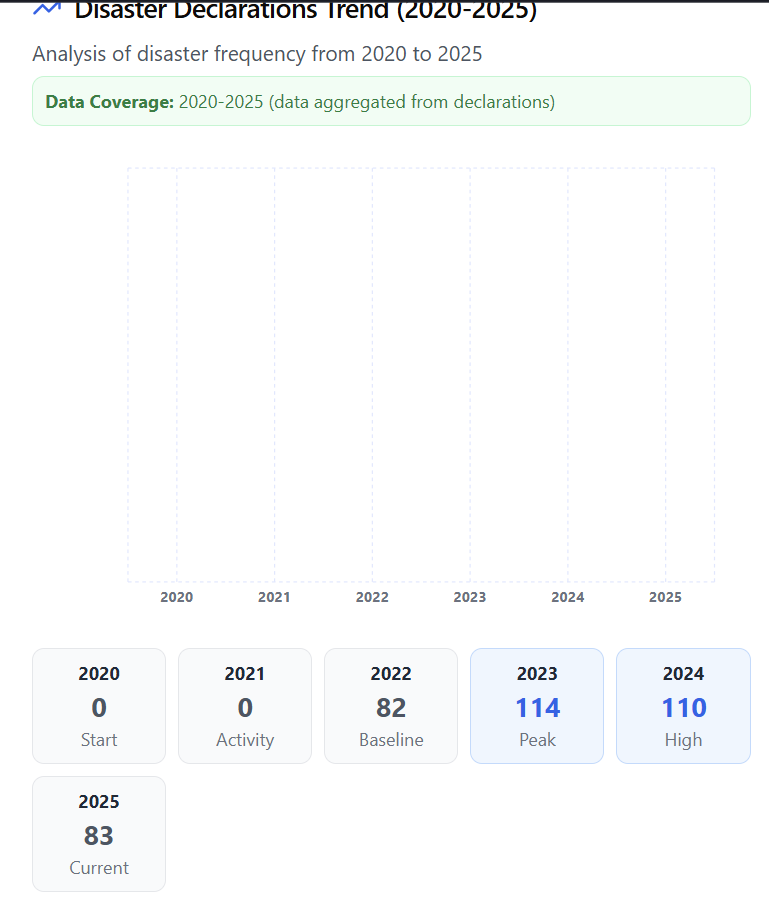 Disaster Declarations Trend (2020-2025)
Analysis of disaster frequency from 2020 to 2025
Data Coverage: 2020-2025 (data aggregated from declarations)
2020 2021 2022 2023 2024 2025
2020
0
Start
2021
0
Activity
2022
82
Baseline
2023
114
Peak
2024
110
High
2025
83
Current